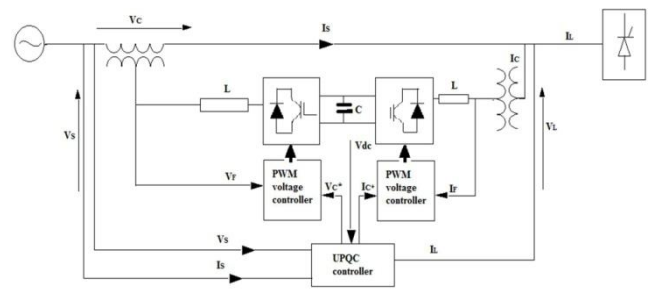 VC
IS
IL
IC
L
L
C
VS
VL
Vdc
PWM
voltage
controller
PWM
voltage
controller
VF
VC*
IC*
IF
VS
IL
UPQC
controller
IS